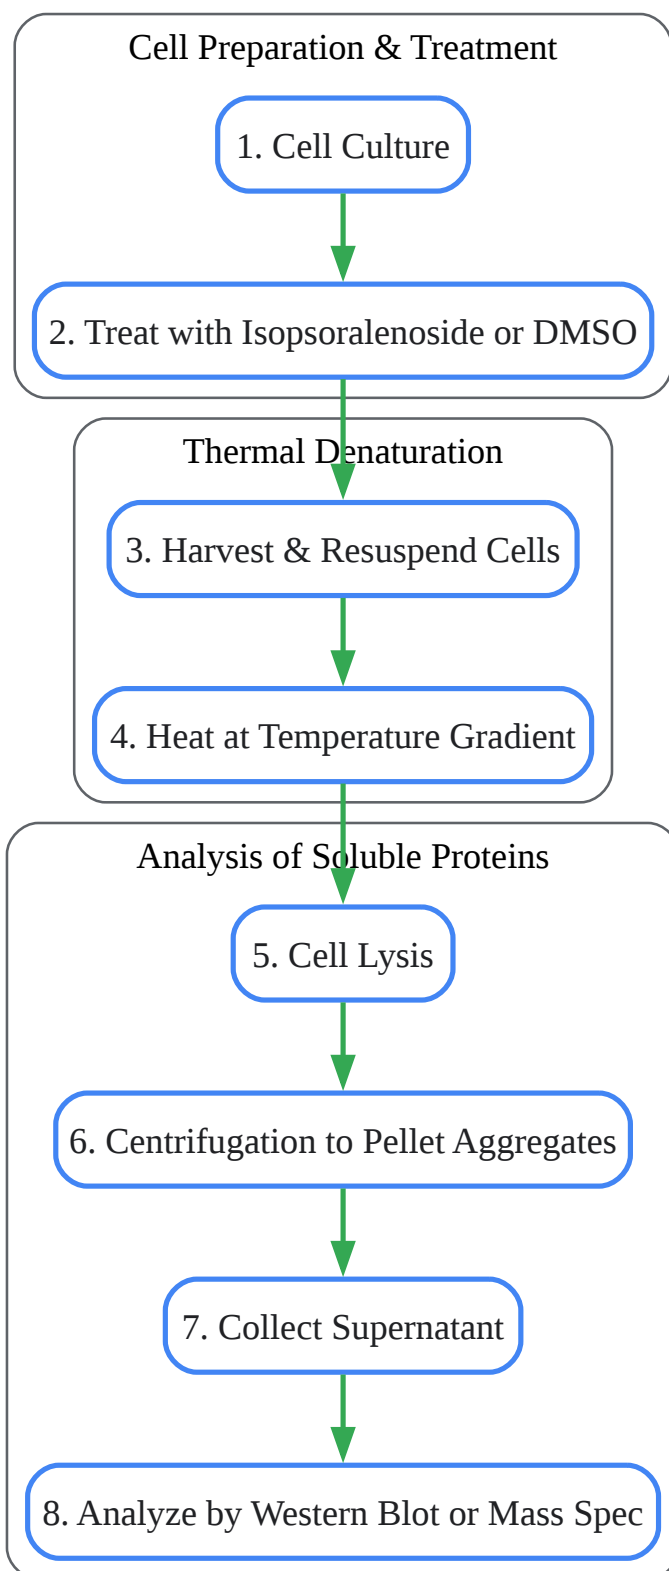 Cell Preparation & Treatment
1. Cell Culture
2. Treat with Isopsoralenoside or DMSO
Thermal Denaturation
3. Harvest & Resuspend Cells
4. Heat at Temperature Gradient
Analysis of Soluble Proteins
5. Cell Lysis
6. Centrifugation to Pellet Aggregates
7. Collect Supernatant
8. Analyze by Western Blot or Mass Spec